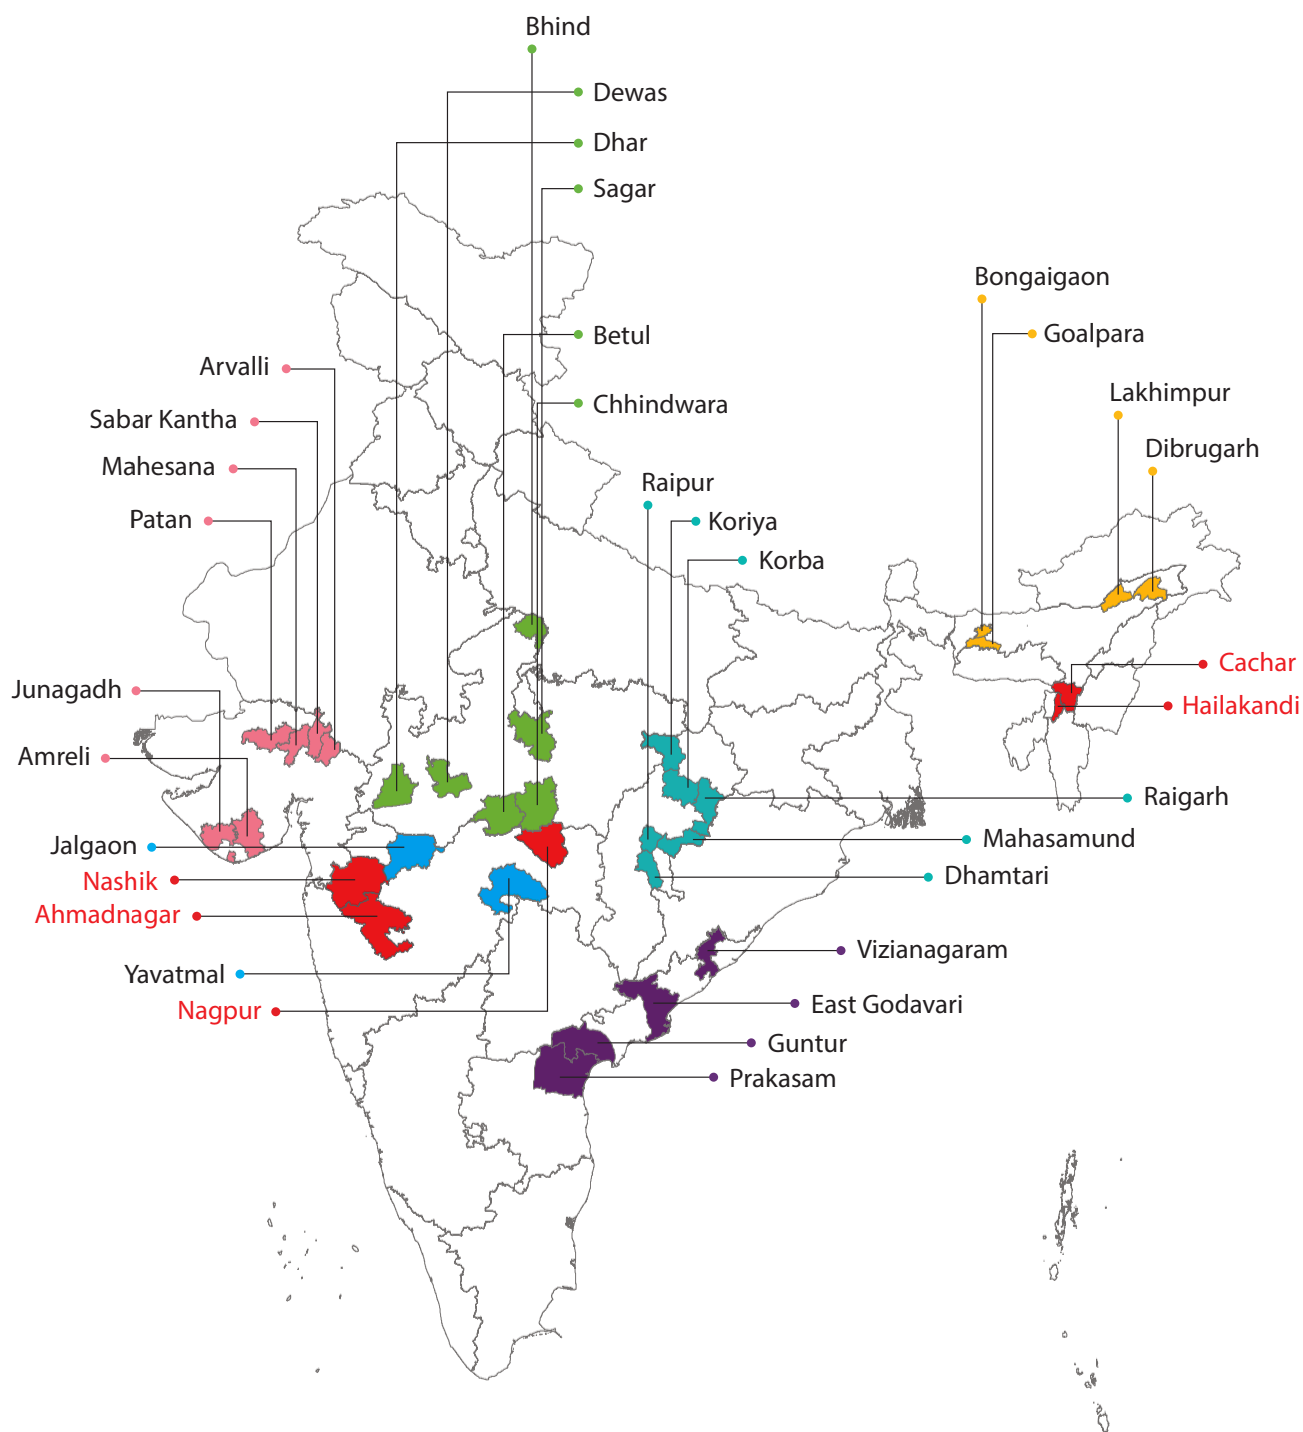 Bhind
Dewas
Dhar
Sagar
Bongaigaon
Goalpara
Betul
Arvalli
Chhindwara
Lakhimpur
Sabar Kantha
Dibrugarh
Mahesana
Raipur
Patan
Koriya
Korba
Cachar
Junagadh
Hailakandi
Amreli
Raigarh
Mahasamund
Jalgaon
Dhamtari
Nashik
Ahmadnagar
Vizianagaram
Yavatmal
East Godavari
Nagpur
Guntur
Prakasam